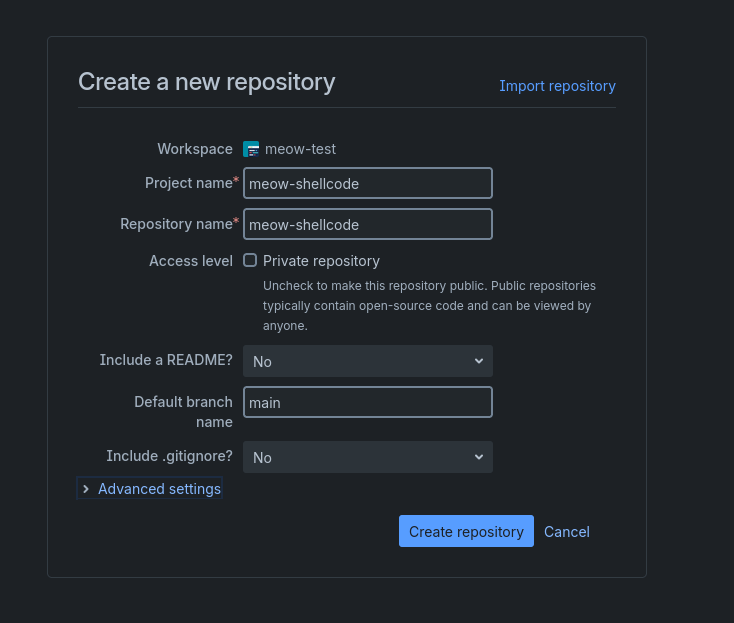 Create a new repository
Import repository
Workspace meow-test
Project name* meow-shellcode
Repository name* meow-shellcode
Access level Private repository
Uncheck to make this repository public. Public repositories
typically contain open-source code and can be viewed by
anyone.
Include a README? No
Default branch
name
main
Include .gitignore? No
Advanced settings
Create repository Cancel